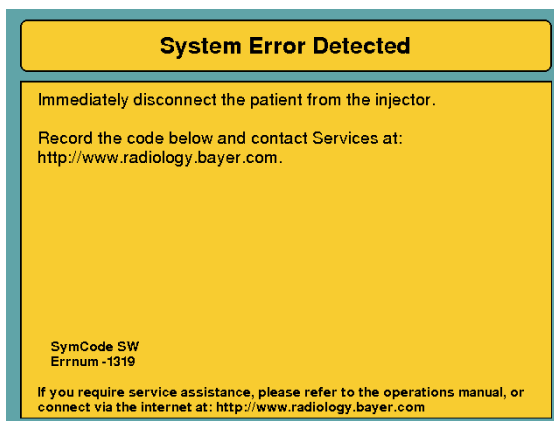 System Error Detected
Immediately disconnect the patient from the injector.
Record the code below and contact Services at:
http://www.radiology.bayer.com.
SymCode SW
Errnum -1319
If you require service assistance, please refer to the operations manual, or
connect via the internet at: http://www.radiology.bayer.com